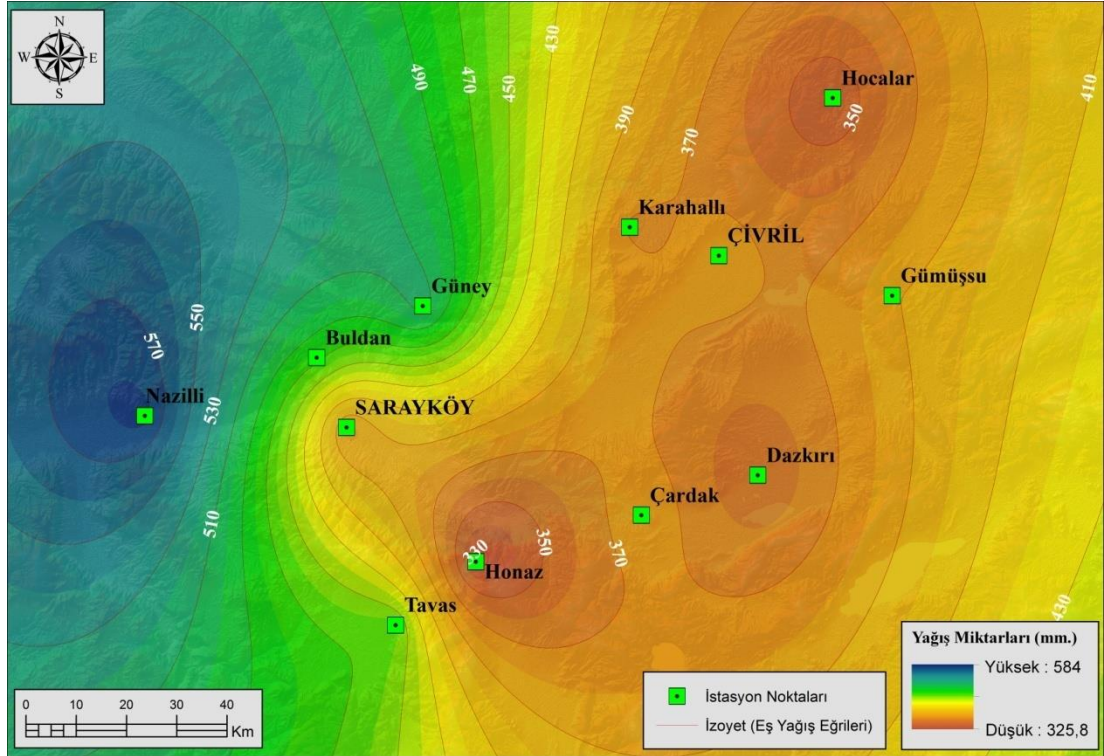 N
W E
S
490
470
450
430
390
370
350
410
Hocalar
Karahallı
ÇİVRİL
Gümüşsu
Güney
Buldan
550
570
Nazilli
530
SARAYKÖY
510
Dazkırı
Çardak
330
350
370
Honaz
Tavas
430
0 10 20 30 40
Km
İstasyon Noktaları
İzoyet (Eş Yağış Eğrileri)
Yağış Miktarları (mm.)
Yüksek : 584
Düşük : 325,8